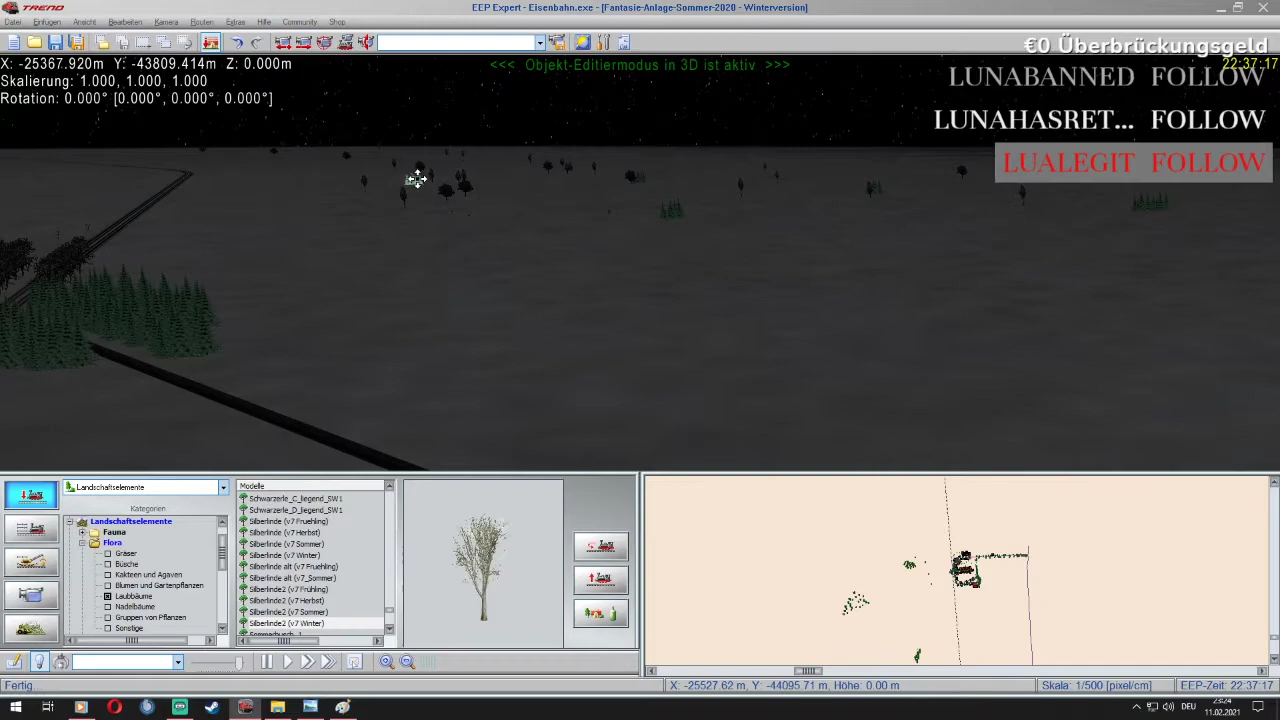 TREND
EEP Expert - Eisenbahn.exe - [Fantasie-Anlage-Sommer-2020 - Winterversion)
Datei Einfügen Ansicht Bearbeiten Kamera Routen Extras Hilfe Community Shop
€0 Überbrückungsgeld
X: -25367.920m Y: -43809.414m Z: 0.000m
<<< Objekt-Editiermodus in 3D ist aktiv >>>
22:37:17
Skalierung: 1.000, 1.000, 1.000
LUNABANNED FOLLOW
Rotation: 0.000° [0.000°, 0.000°, 0.000°]
LUNAHASRET... FOLLOW
LUALEGIT FOLLOW
Landschaftselemente
Kategorien
Landschaftselemente
Fauna
Flora
Gräser
Büsche
Kakteen und Agaven
Blumen und Gartenpflanzen
Laubbäume
Nadelbäume
Gruppen von Pflanzen
Sonstige
Modelle
Schwarzerle_C_liegend_SW1
Schwarzerle_D_liegend_SW1
Silberlinde (v7 Fruehling)
Silberlinde (v7 Herbst)
Silberlinde (v7 Sommer)
Silberlinde (v7 Winter)
Silberlinde alt (v7 Fruehling)
Silberlinde alt (v7_Sommer)
Silberlinde2 (v7 Frühling)
Silberlinde2 (v7 Herbst)
Silberlinde2 (v7 Sommer)
Silberlinde2 (v7 Winter)
Sommerbusch_1
Fertig...
X: -25527.62 m, Y: -44095.71 m, Höhe: 0.00 m
Skala: 1/500 [pixel/cm]
EEP-Zeit: 22:37:17
DEU
23:24
11.02.2021